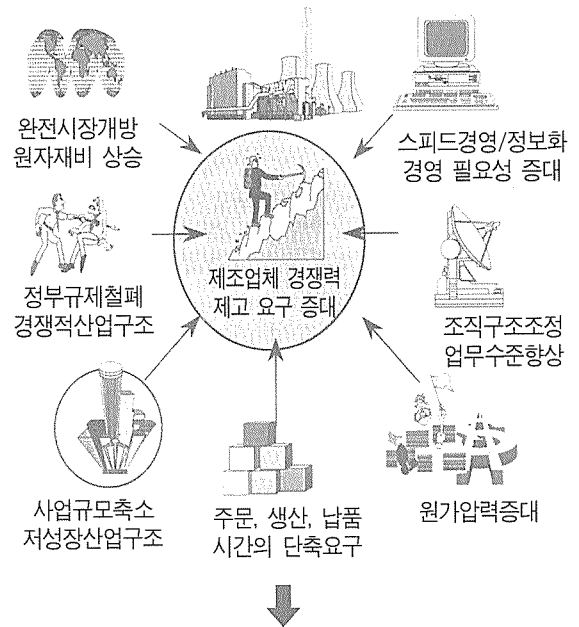 완전시장개방
원자재비 상승
스피드경영/정보화
경영 필요성 증대
정부규제철폐
경쟁적산업구조
제조업체 경쟁력
제고 요구 증대
조직구조조정
업무수준향상
사업규모축소
저성장산업구조
주문, 생산, 납품
시간의 단축요구
원가압력증대